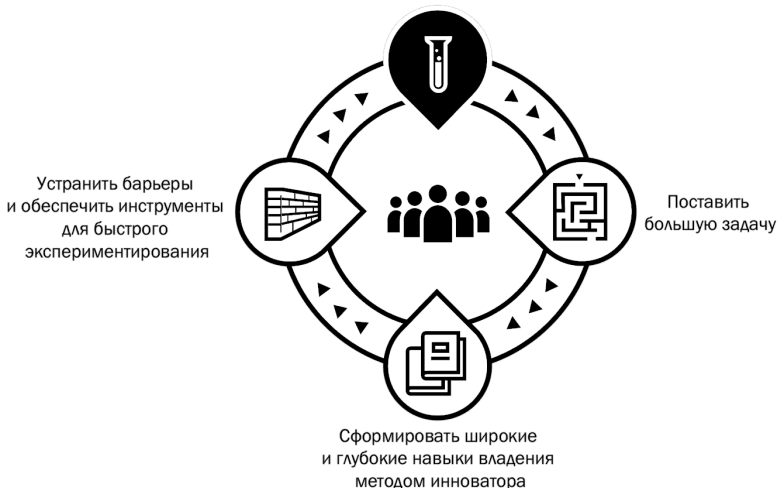 Устранить барьеры
и обеспечить инструменты
для быстрого
экспериментирования
Поставить
большую задачу
Сформировать широкие
и глубокие навыки владения
методом инноватора